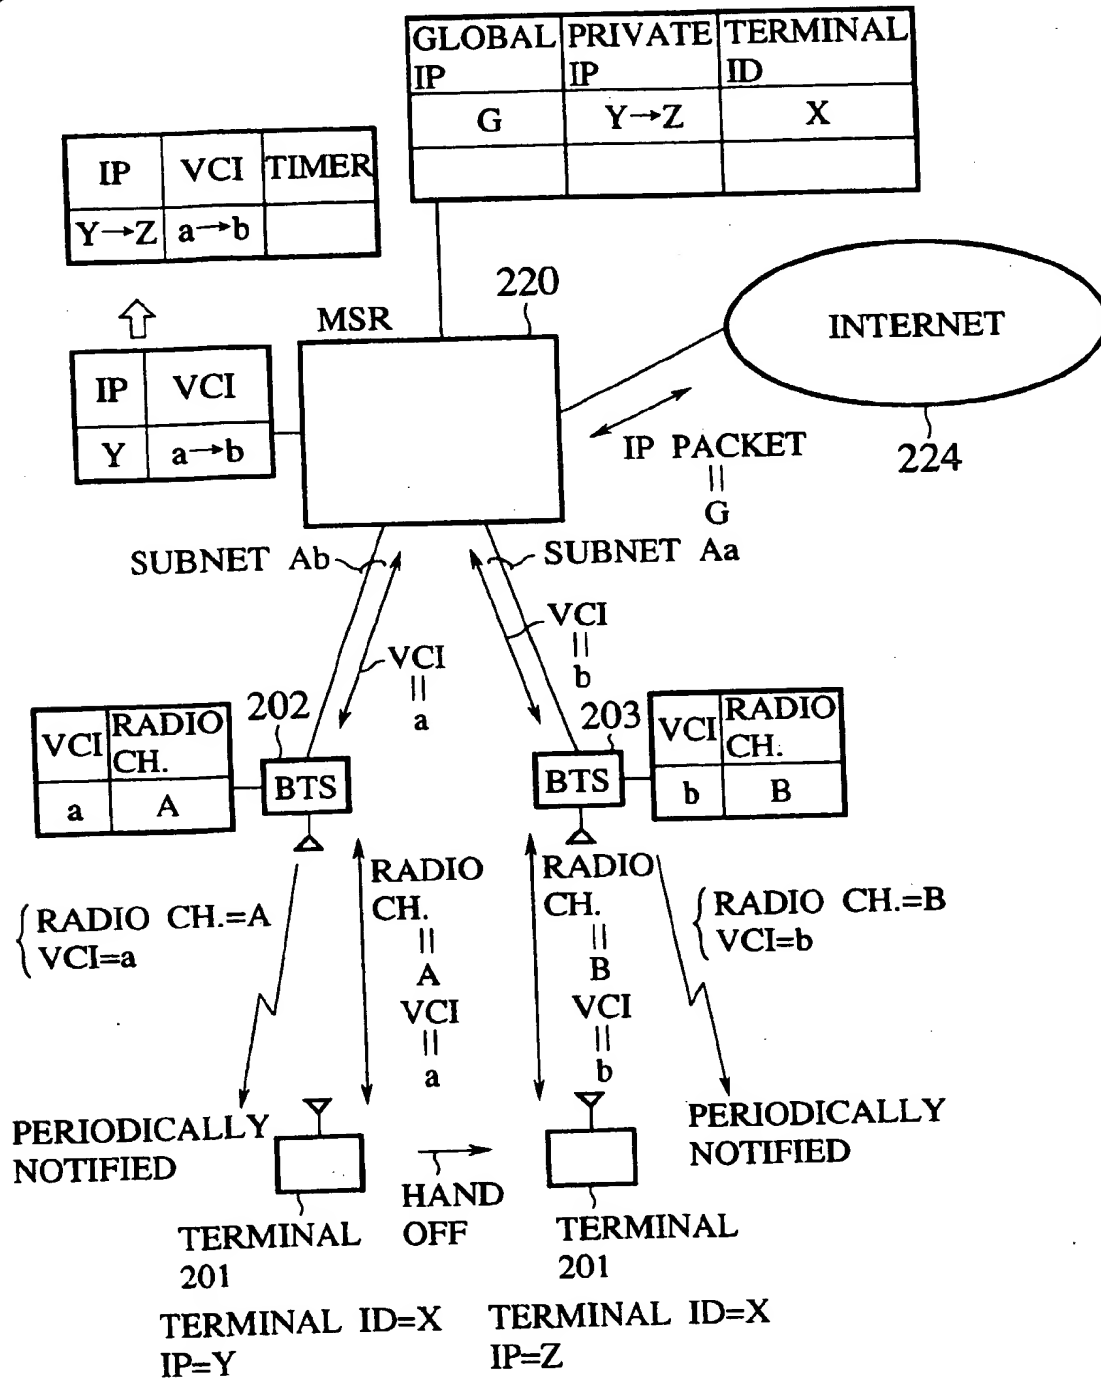 GLOBAL IP PRIVATE IP TERMINAL ID
G Y→Z X
IP VCI TIMER
Y→Z a→b
MSR
220
INTERNET
224
IP VCI
Y a→b
IP PACKET
=
G
SUBNET Ab
SUBNET Aa
VCI
=
a
VCI
=
b
202
203
VCI RADIO CH.
a A
BTS
BTS
VCI RADIO CH.
b B
RADIO CH.=A
VCI=a
RADIO
CH.
=
A
VCI
=
a
RADIO
CH.
=
B
VCI
=
b
RADIO CH.=B
VCI=b
PERIODICALLY
NOTIFIED
PERIODICALLY
NOTIFIED
HAND
OFF
TERMINAL
201
TERMINAL
201
TERMINAL ID=X
IP=Y
TERMINAL ID=X
IP=Z